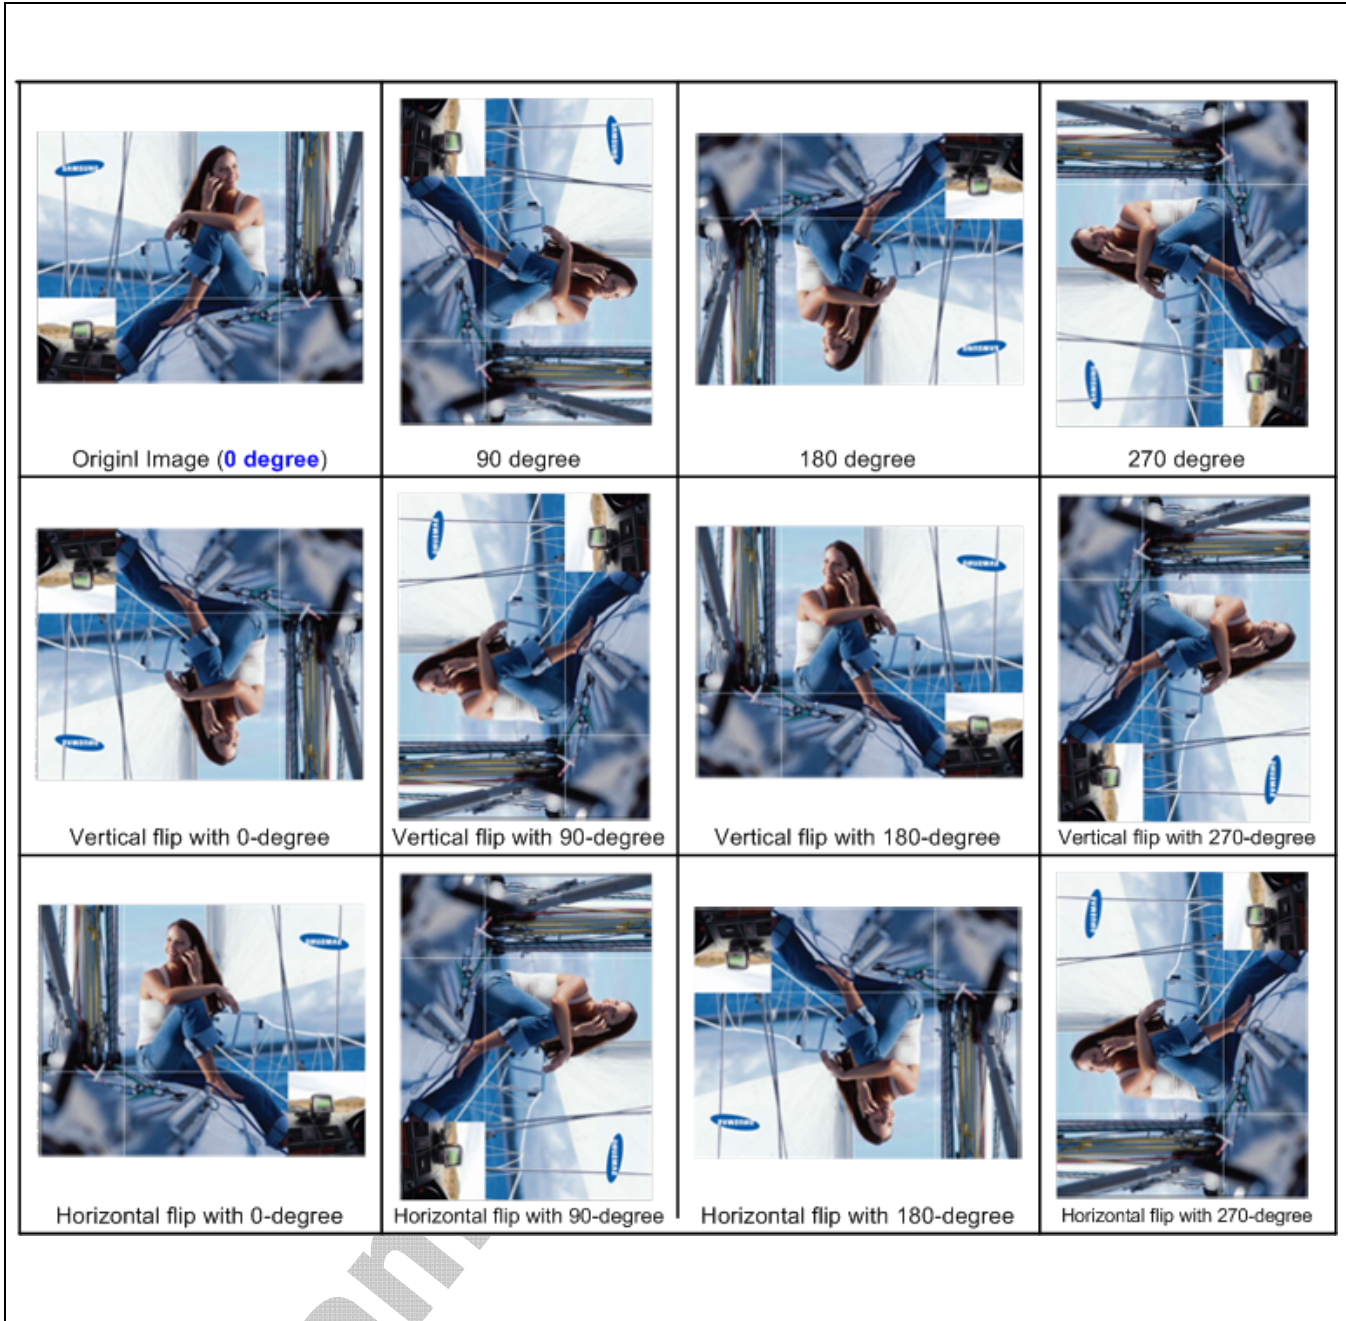 SAMSUNG
Originl Image (0 degree)
90 degree
180 degree
270 degree
Vertical flip with 0-degree
Vertical flip with 90-degree
Vertical flip with 180-degree
Vertical flip with 270-degree
Horizontal flip with 0-degree
Horizontal flip with 90-degree
Horizontal flip with 180-degree
Horizontal flip with 270-degree